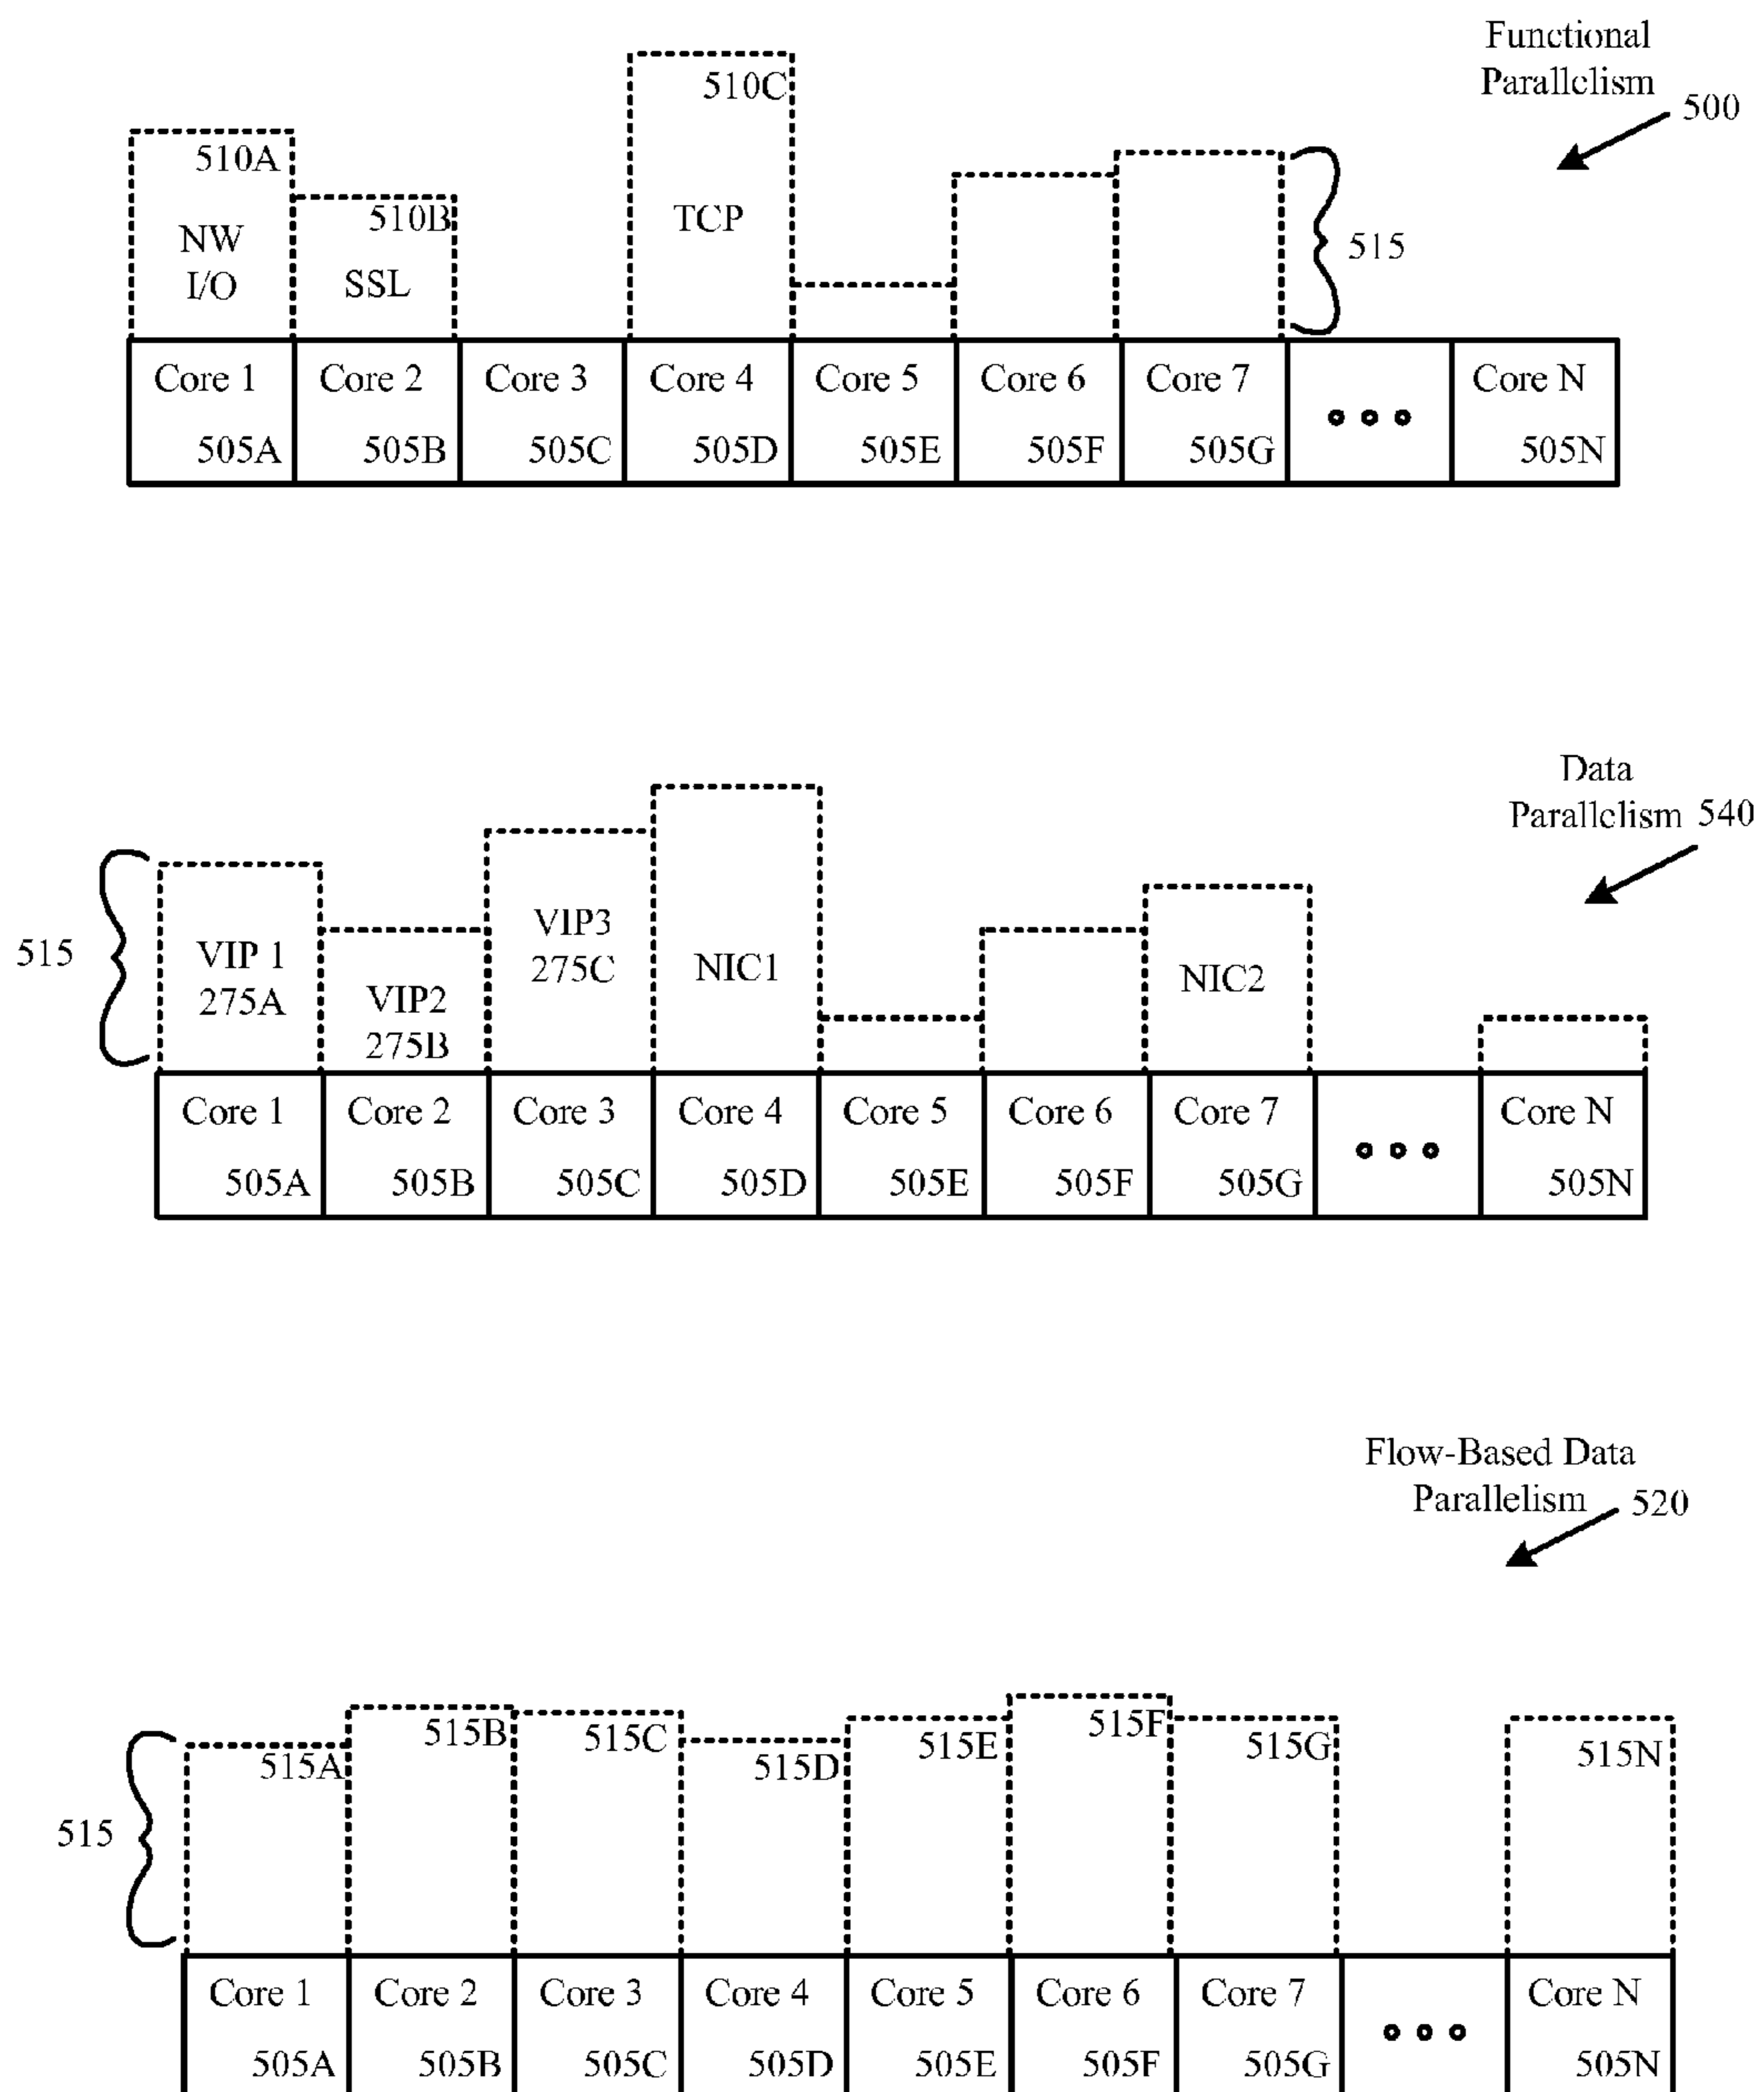 Functional
Parallelism
500
510A
NW
I/O
510B
SSL
510C
TCP
515
Core 1 Core 2 Core 3 Core 4 Core 5 Core 6 Core 7 Core N
505A 505B 505C 505D 505E 505F 505G 505N
Data
Parallelism 540
515
VIP 1
275A
VIP2
275B
VIP3
275C
NIC1
NIC2
Core 1 Core 2 Core 3 Core 4 Core 5 Core 6 Core 7 Core N
505A 505B 505C 505D 505E 505F 505G 505N
Flow-Based Data
Parallelism 520
515
515A 515B 515C 515D 515E 515F 515G 515N
Core 1 Core 2 Core 3 Core 4 Core 5 Core 6 Core 7 Core N
505A 505B 505C 505D 505E 505F 505G 505N